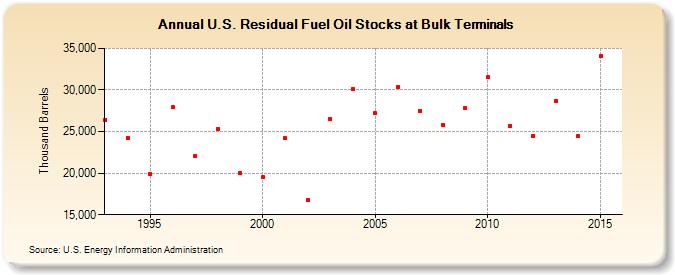 Annual U.S. Residual Fuel Oil Stocks at Bulk Terminals
Thousand Barrels
35,000
30,000
25,000
20,000
15,000
1995 2000 2005 2010 2015
Source: U.S. Energy Information Administration